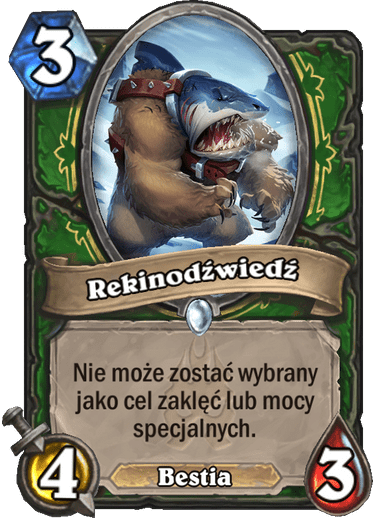 3
Rekinodźwiedź
Nie może zostać wybrany
jako cel zaklęć lub mocy
specjalnych.
4
Bestia
3